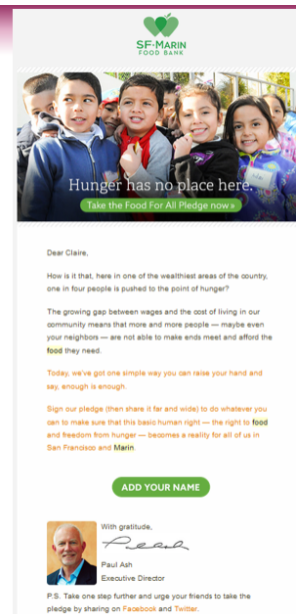 SF-MARIN
FOOD BANK
Hunger has no place here.
Take the Food For All Pledge now »
Dear Claire,
How is it that, here in one of the wealthiest areas of the country,
one in four people is pushed to the point of hunger?
The growing gap between wages and the cost of living in our
community means that more and more people — maybe even
your neighbors — are not able to make ends meet and afford the
food they need.
Today, we've got one simple way you can raise your hand and
say, enough is enough.
Sign our pledge (then share it far and wide) to do whatever you
can to make sure that this basic human right — the right to food
and freedom from hunger — becomes a reality for all of us in
San Francisco and Marin.
ADD YOUR NAME
With gratitude,
Paul Ash
Executive Director
P.S. Take one step further and urge your friends to take the
pledge by sharing on Facebook and Twitter.